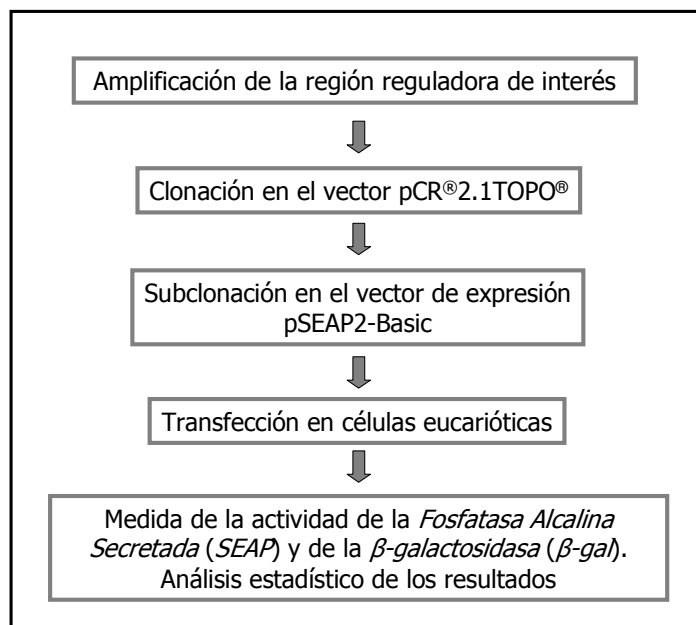 Amplificación de la región reguladora de interés
Clonación en el vector pCR®2.1TOPO®
Subclonación en el vector de expresión
pSEAP2-Basic
Transfección en células eucarióticas
Medida de la actividad de la Fosfatasa Alcalina
Secretada (SEAP) y de la β-galactosidasa (β-gal).
Análisis estadístico de los resultados